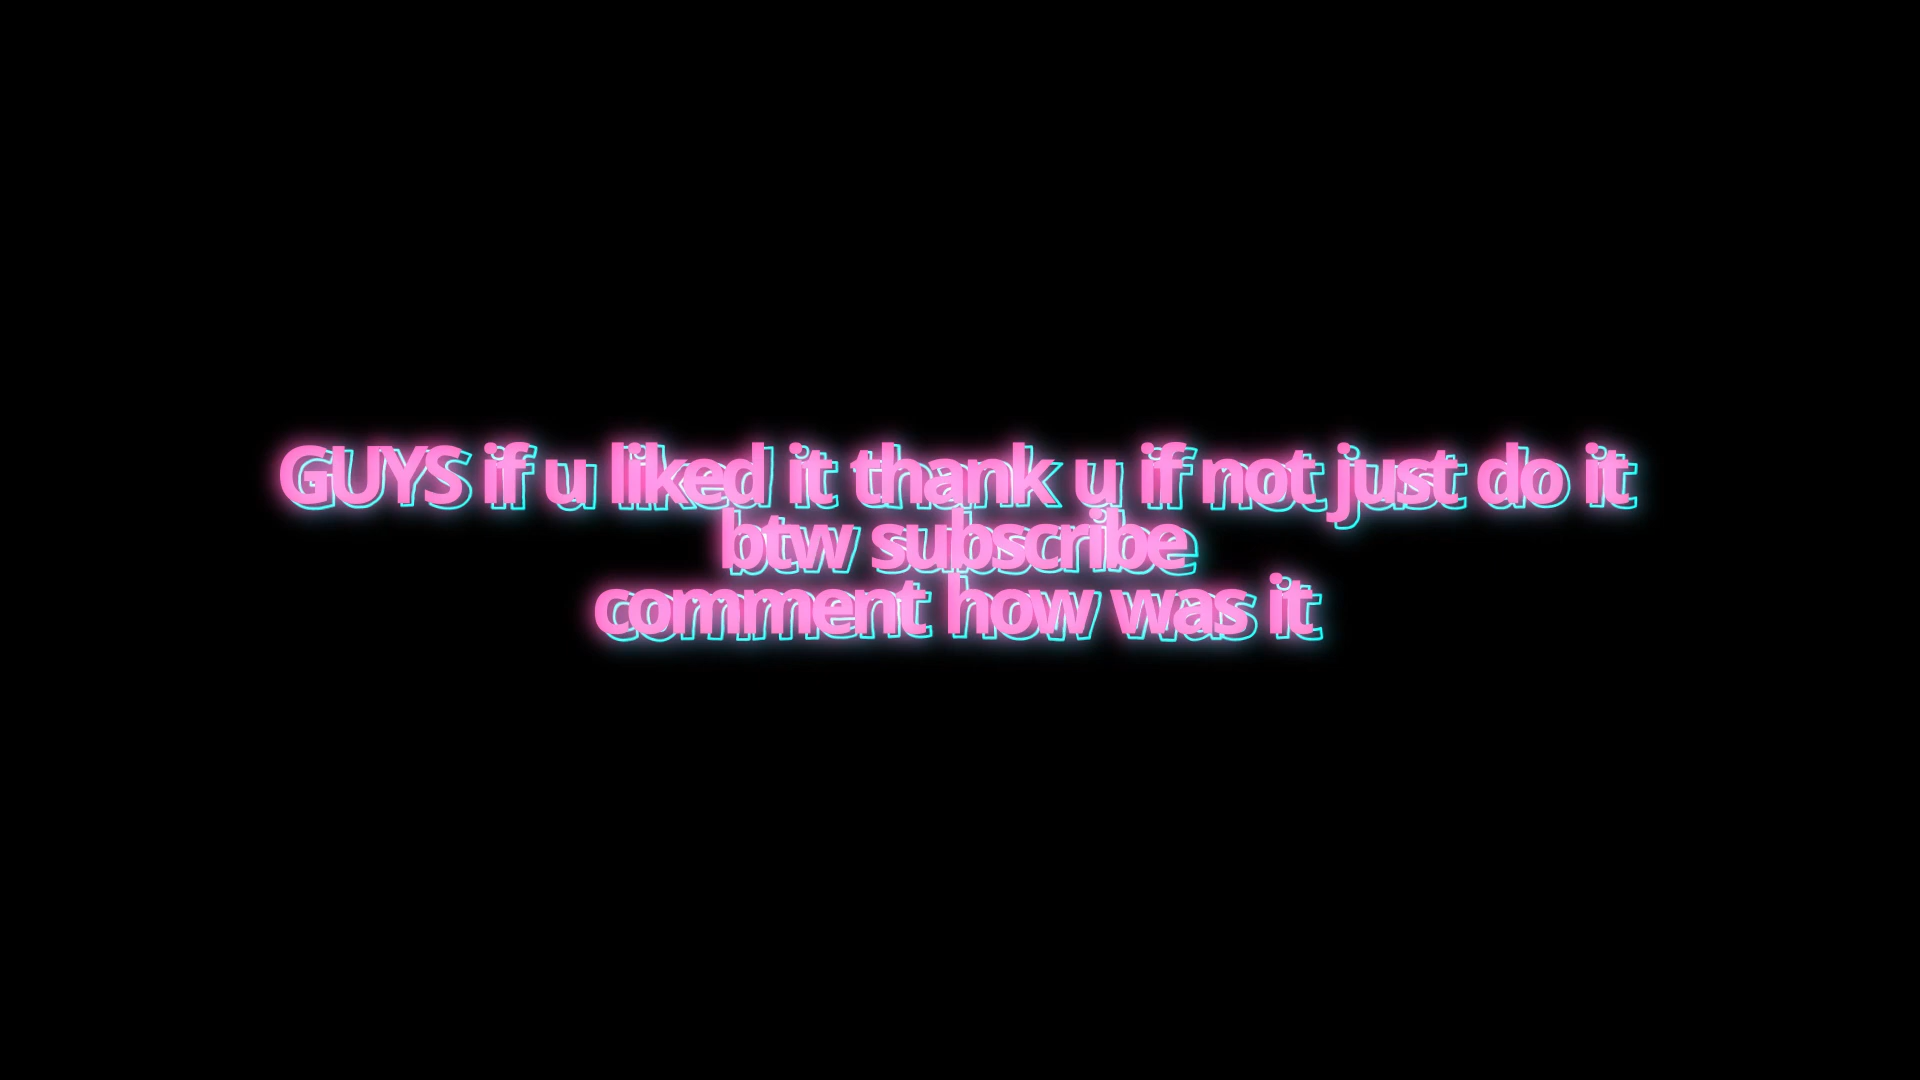 GUYS if u liked it thank u if not just do it
btw subscribe
comment how was it